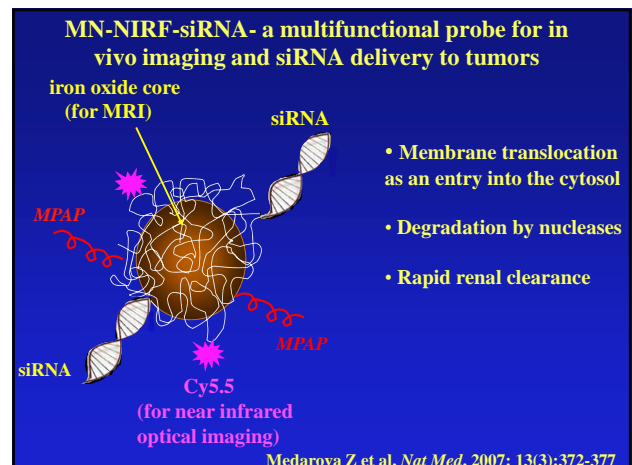 MN-NIRF-siRNA- a multifunctional probe for in
vivo imaging and siRNA delivery to tumors
iron oxide core
(for MRI)
siRNA
• Membrane translocation
as an entry into the cytosol
MPAP
• Degradation by nucleases
• Rapid renal clearance
MPAP
siRNA
Cy5.5
(for near infrared
optical imaging)
Medarova Z et al. Nat Med. 2007; 13(3):372-377